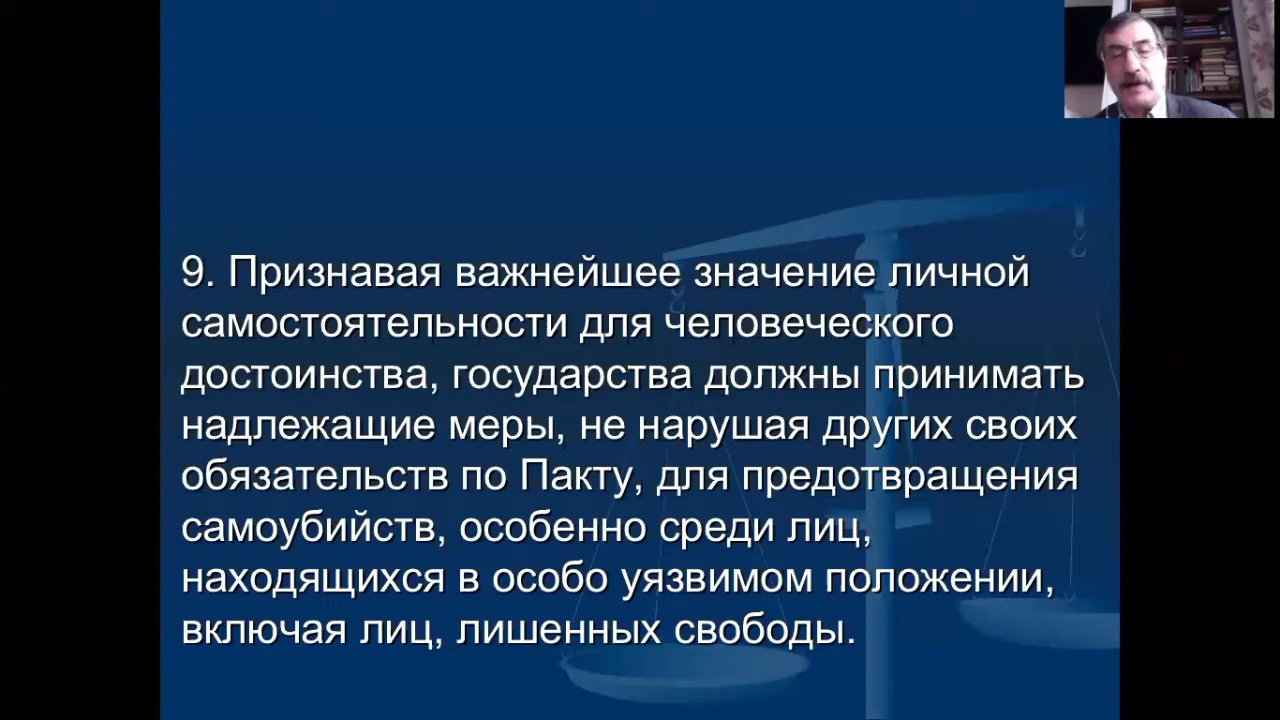 9. Признавая важнейшее значение личной
самостоятельности для человеческого
достоинства, государства должны принимать
надлежащие меры, не нарушая других своих
обязательств по Пакту, для предотвращения
самоубийств, особенно среди лиц,
находящихся в особо уязвимом положении,
включая лиц, лишенных свободы.